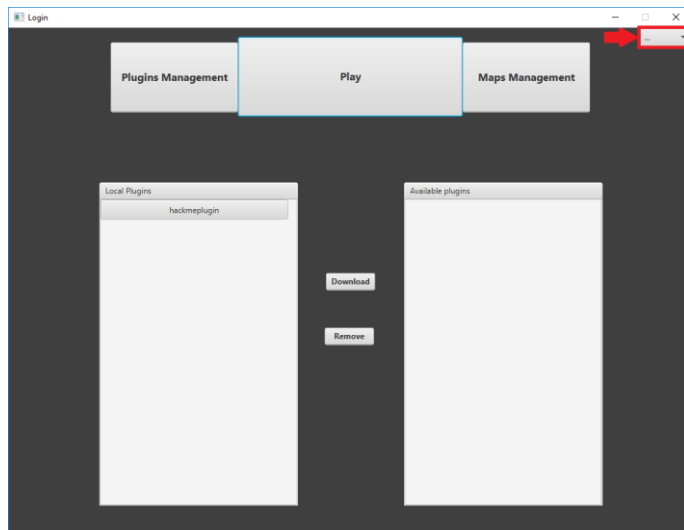 Login
...
Plugins Management
Play
Maps Management
Local Plugins
Available plugins
hackmeplugin
Download
Remove